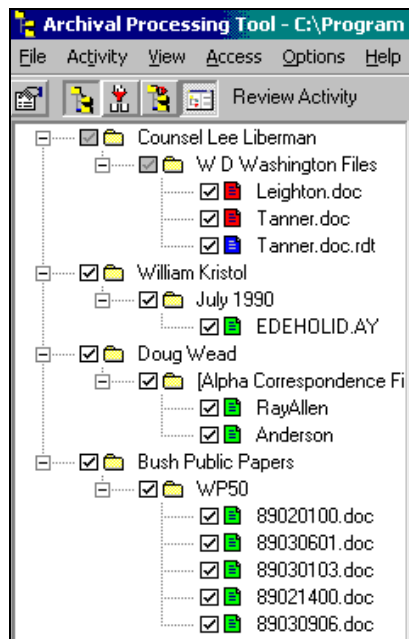 Archival Processing Tool - C:\Program
File Activity View Access Options Help
Review Activity
Counsel Lee Liberman
W D Washington Files
Leighton.doc
Tanner.doc
Tanner.doc.rdt
William Kristol
July 1990
EDEHOLID.AY
Doug Wead
[Alpha Correspondence Fi
RayAllen
Anderson
Bush Public Papers
WP50
89020100.doc
89030601.doc
89030103.doc
89021400.doc
89030906.doc